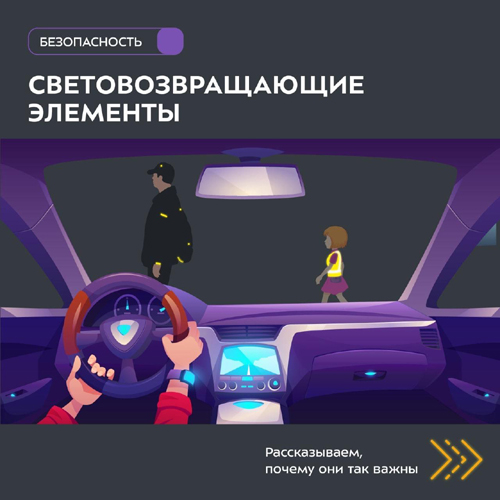 БЕЗОПАСНОСТЬ
СВЕТОВОЗВРАЩАЮЩИЕ
ЭЛЕМЕНТЫ
Рассказываем,
почему они так важны